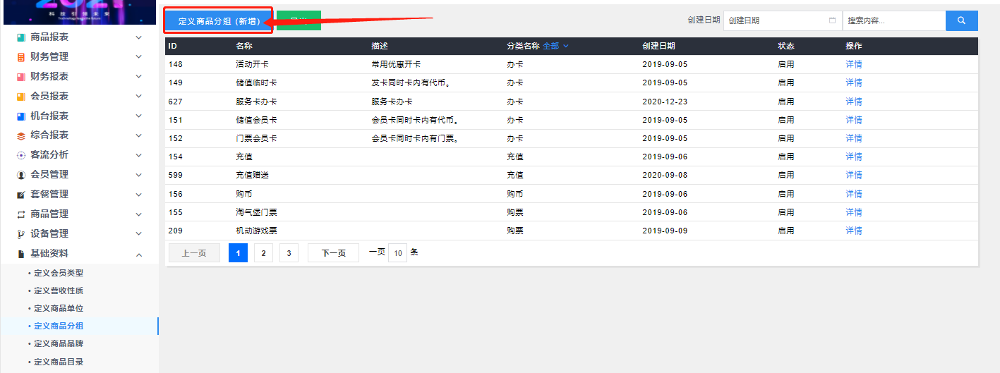 2021
科技引领未来
Technology leads the future
商品报表
财务管理
财务报表
会员报表
机台报表
综合报表
客流分析
会员管理
套餐管理
商品管理
设备管理
基础资料
• 定义会员类型
• 定义营收性质
• 定义商品单位
• 定义商品分组
• 定义商品品牌
• 定义商品目录
定义商品分组 (新增)
创建日期 创建日期 搜索内容...
ID 名称 描述 分类名称 全部 创建日期 状态 操作
148 活动开卡 常用优惠开卡 办卡 2019-09-05 启用 详情
149 储值临时卡 发卡同时卡内有代币。 办卡 2019-09-05 启用 详情
627 服务卡办卡 服务卡办卡 办卡 2020-12-23 启用 详情
151 储值会员卡 会员卡同时卡内有代币。 办卡 2019-09-05 启用 详情
152 门票会员卡 会员卡同时卡内有门票。 办卡 2019-09-05 启用 详情
154 充值 充值 2019-09-06 启用 详情
599 充值赠送 充值 2020-09-08 启用 详情
156 购币 购币 2019-09-06 启用 详情
155 淘气堡门票 购票 2019-09-06 启用 详情
209 机动游戏票 购票 2019-09-09 启用 详情
上一页 1 2 3 下一页 一页 10 条